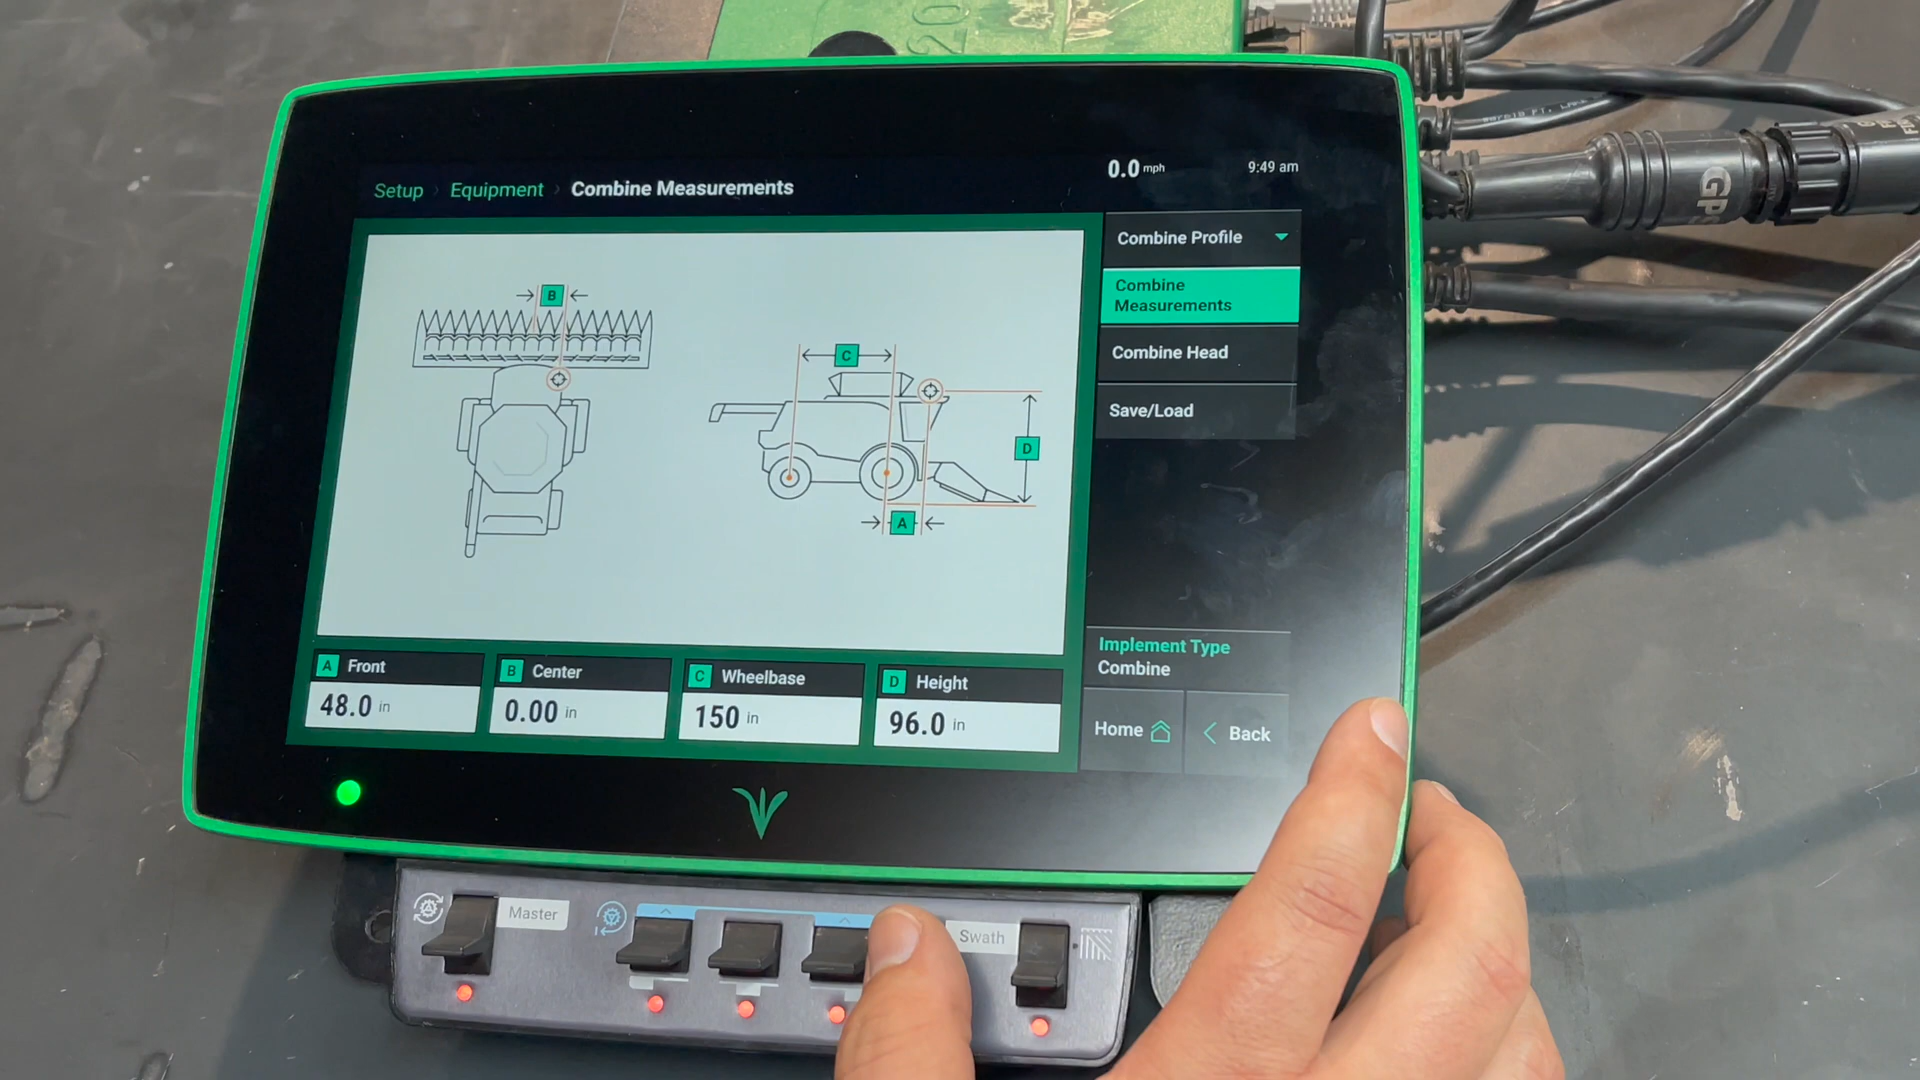 20
Setup › Equipment › Combine Measurements
0.0 mph
9:49 am
Combine Profile
Combine
Measurements
Combine Head
Save/Load
B
C
D
A
A Front
48.0 in
B Center
0.00 in
C Wheelbase
150 in
D Height
96.0 in
Implement Type
Combine
Home
Back
Master
Swath